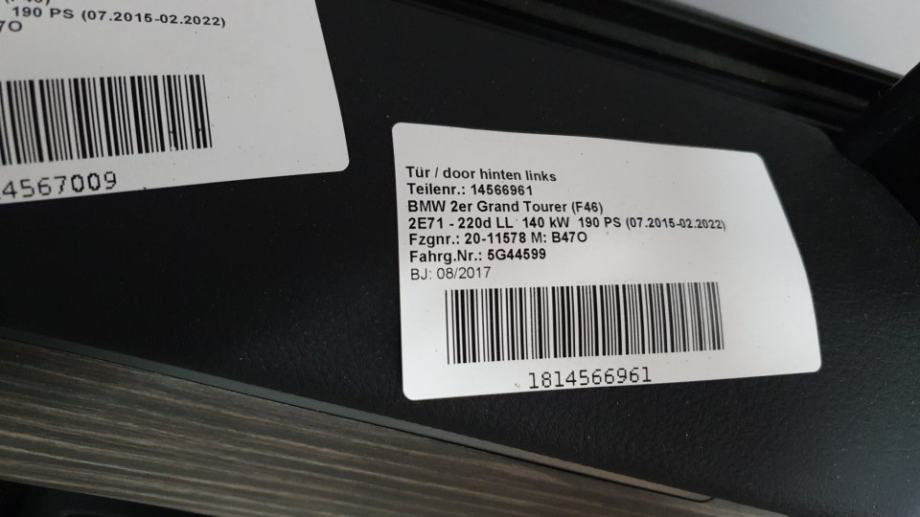 190 PS (07.2015-02.2022)
14567009
Tür / door hinten links
Teilenr.: 14566961
BMW 2er Grand Tourer (F46)
2E71 - 220d LL 140 kW 190 PS (07.2015-02.2022)
Fzgnr.: 20-11578 M: B47O
Fahrg.Nr.: 5G44599
BJ: 08/2017
1814566961